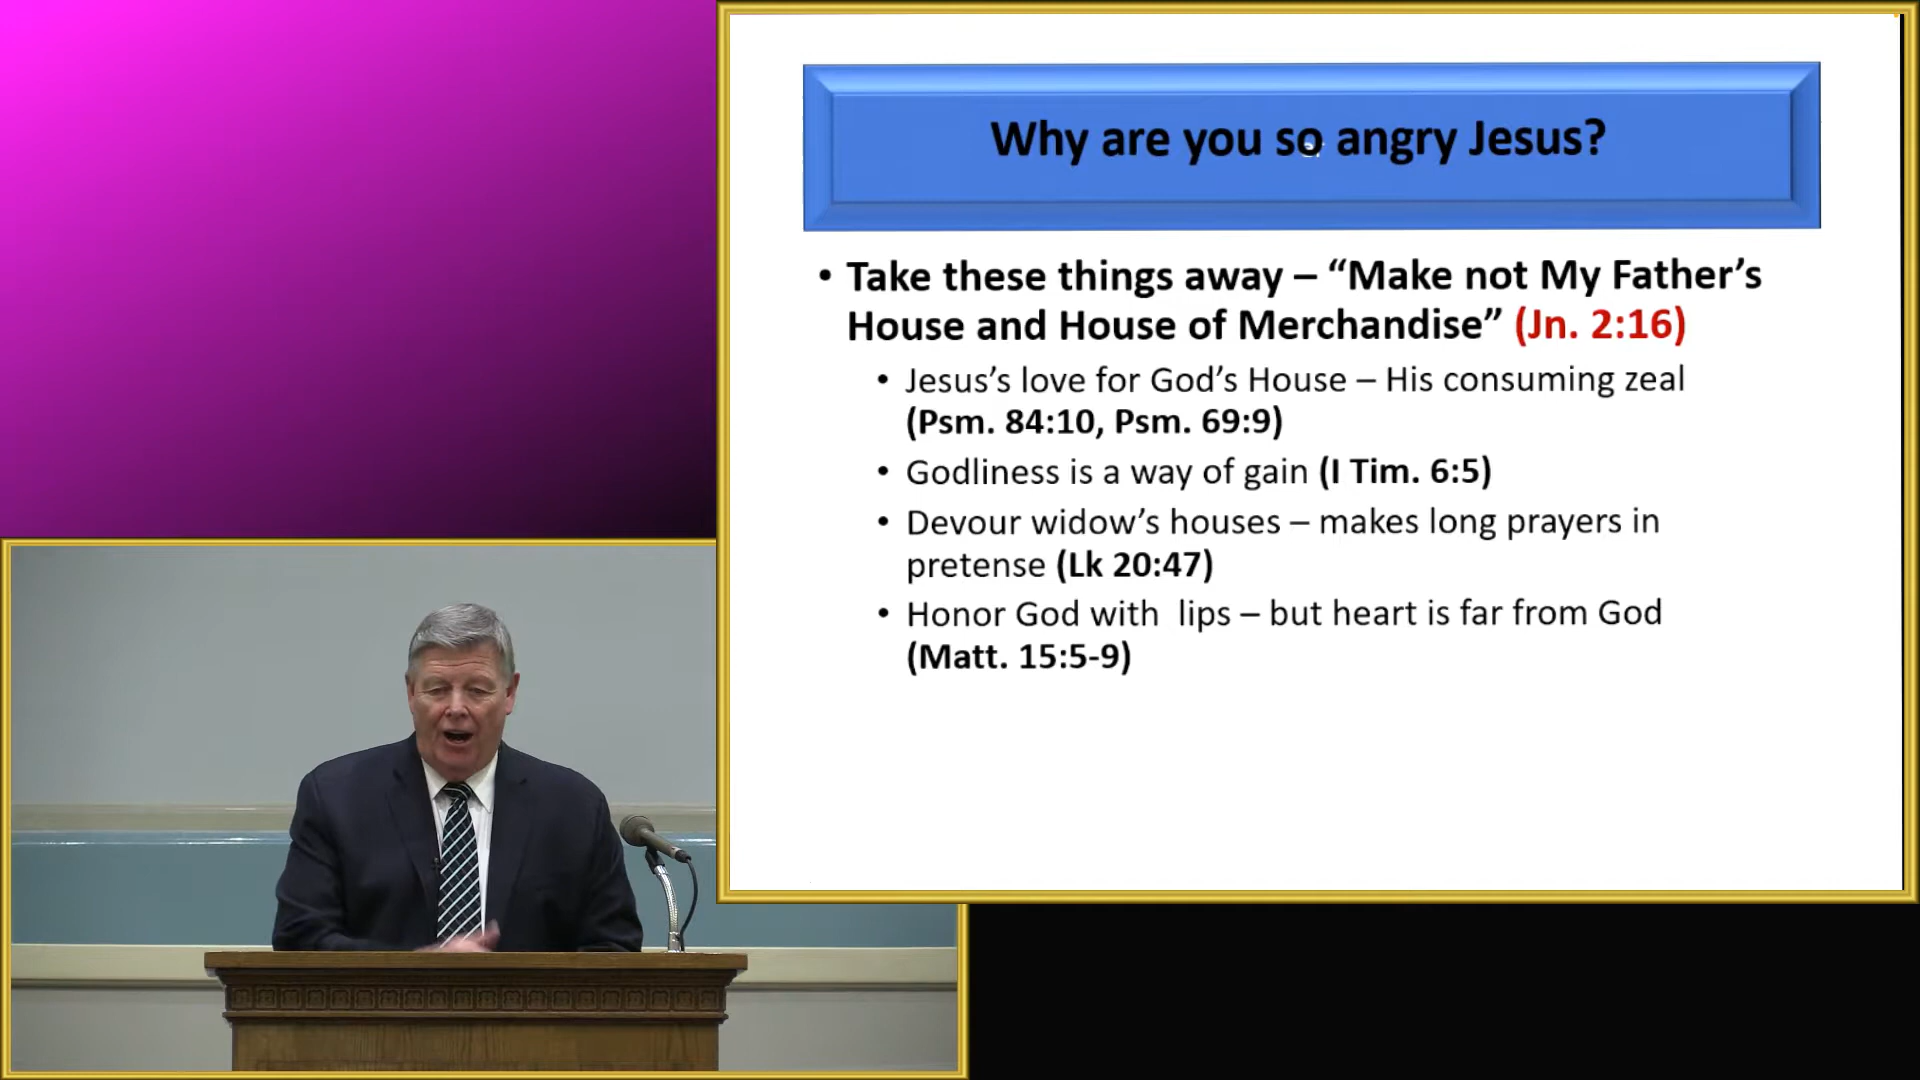 Why are you so angry Jesus?
• Take these things away – “Make not My Father’s
House and House of Merchandise” (Jn. 2:16)
• Jesus’s love for God’s House – His consuming zeal
(Psm. 84:10, Psm. 69:9)
• Godliness is a way of gain (I Tim. 6:5)
• Devour widow’s houses – makes long prayers in
pretense (Lk 20:47)
• Honor God with  lips – but heart is far from God
(Matt. 15:5-9)